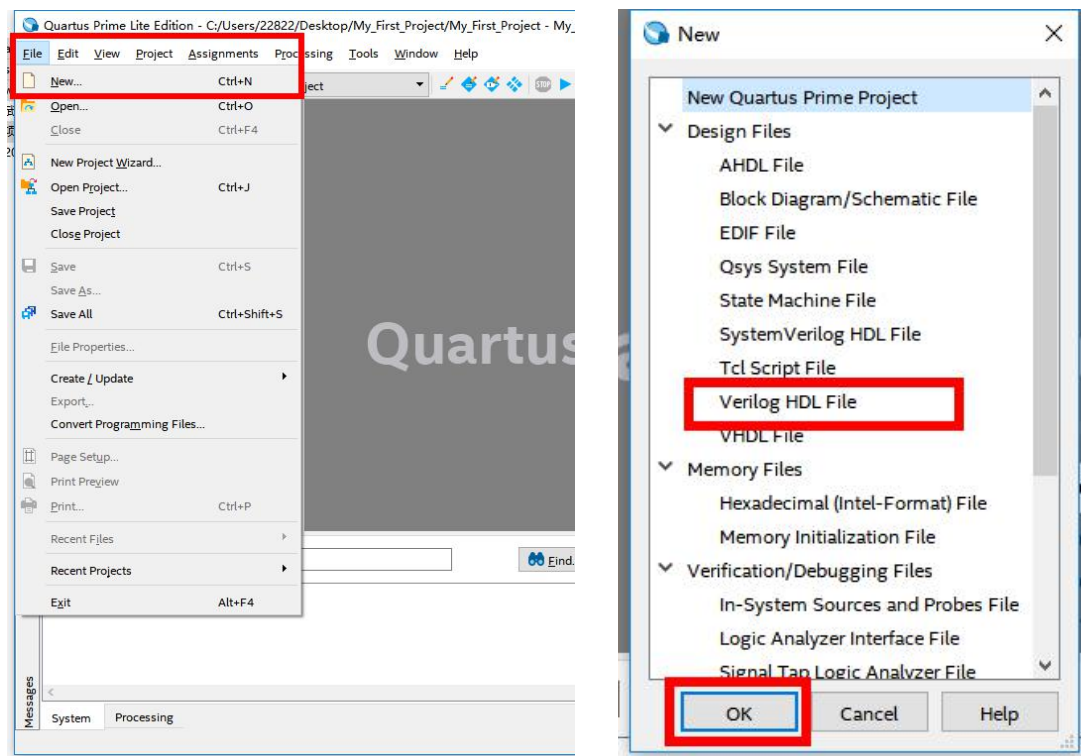 Quartus Prime Lite Edition - C:/Users/22822/Desktop/My_First_Project/My_First_Project - My_
File Edit View Project Assignments Processing Tools Window Help
New... Ctrl+N
ject
Open... Ctrl+O
Close Ctrl+F4
New Project Wizard...
Open Project... Ctrl+J
Save Project
Close Project
Save Ctrl+S
Save As...
Save All Ctrl+Shift+S
File Properties...
Create / Update
Export...
Convert Programming Files...
Page Setup...
Print Preview
Print... Ctrl+P
Recent Files
Recent Projects
Exit Alt+F4
STOP
Quartus
Find.
Messages
System Processing
New
New Quartus Prime Project
Design Files
AHDL File
Block Diagram/Schematic File
EDIF File
Qsys System File
State Machine File
SystemVerilog HDL File
Tcl Script File
Verilog HDL File
VHDL File
Memory Files
Hexadecimal (Intel-Format) File
Memory Initialization File
Verification/Debugging Files
In-System Sources and Probes File
Logic Analyzer Interface File
Signal Tap Logic Analyzer File
OK Cancel Help